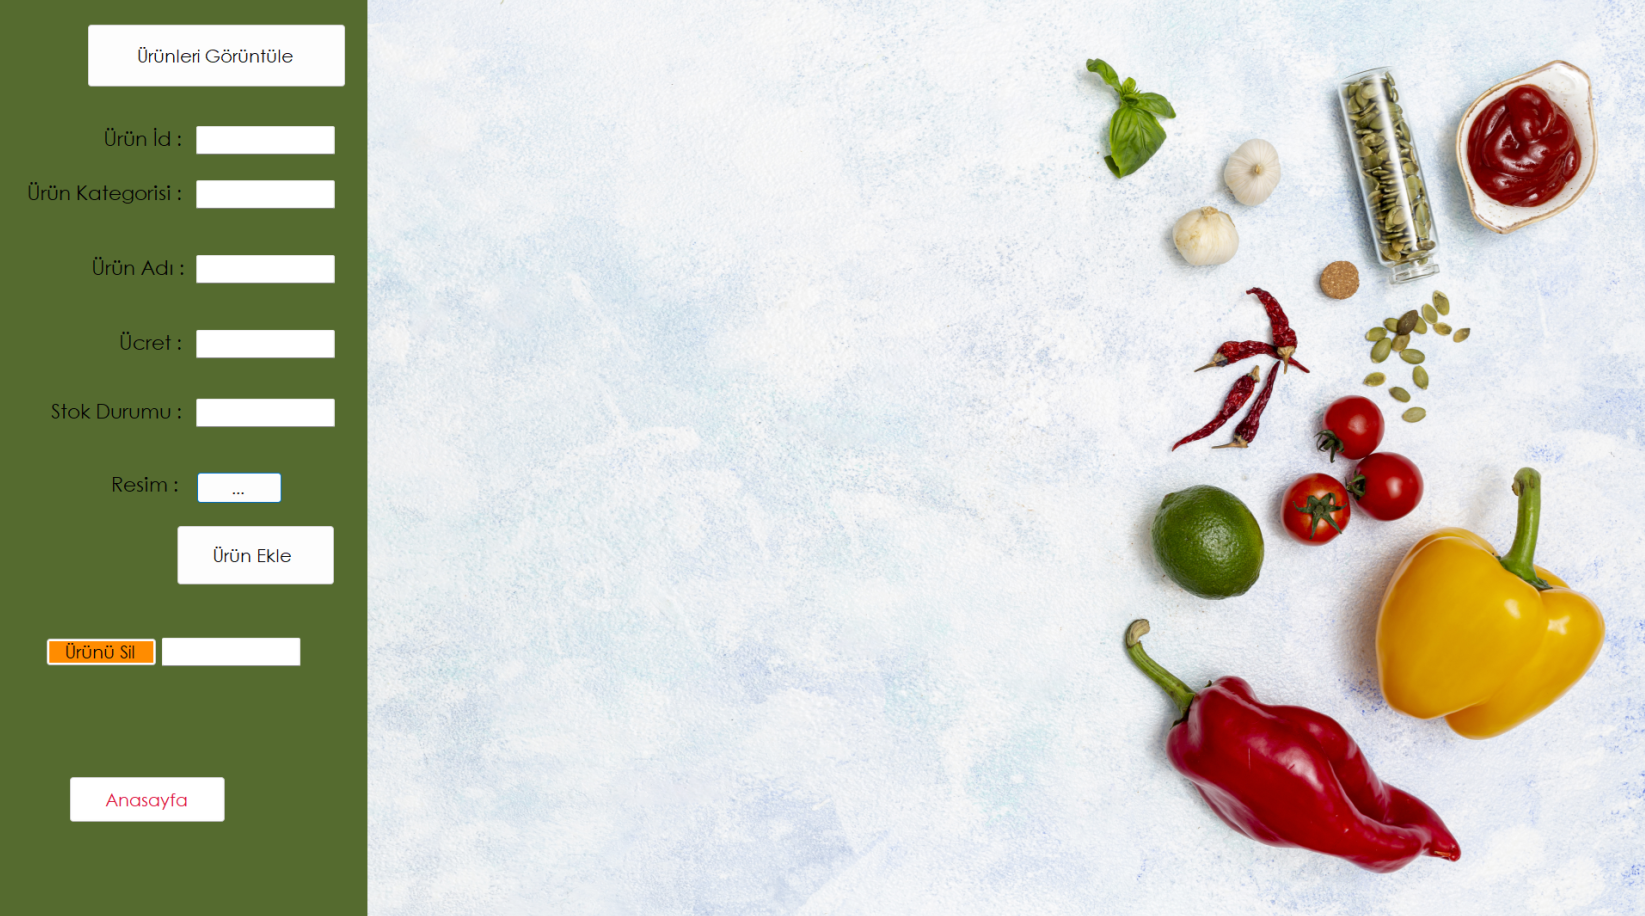 Ürünleri Görüntüle
Ürün İd :
Ürün Kategorisi :
Ürün Adı :
Ücret :
Stok Durumu :
Resim : ...
Ürün Ekle
Ürünü Sil
Anasayfa